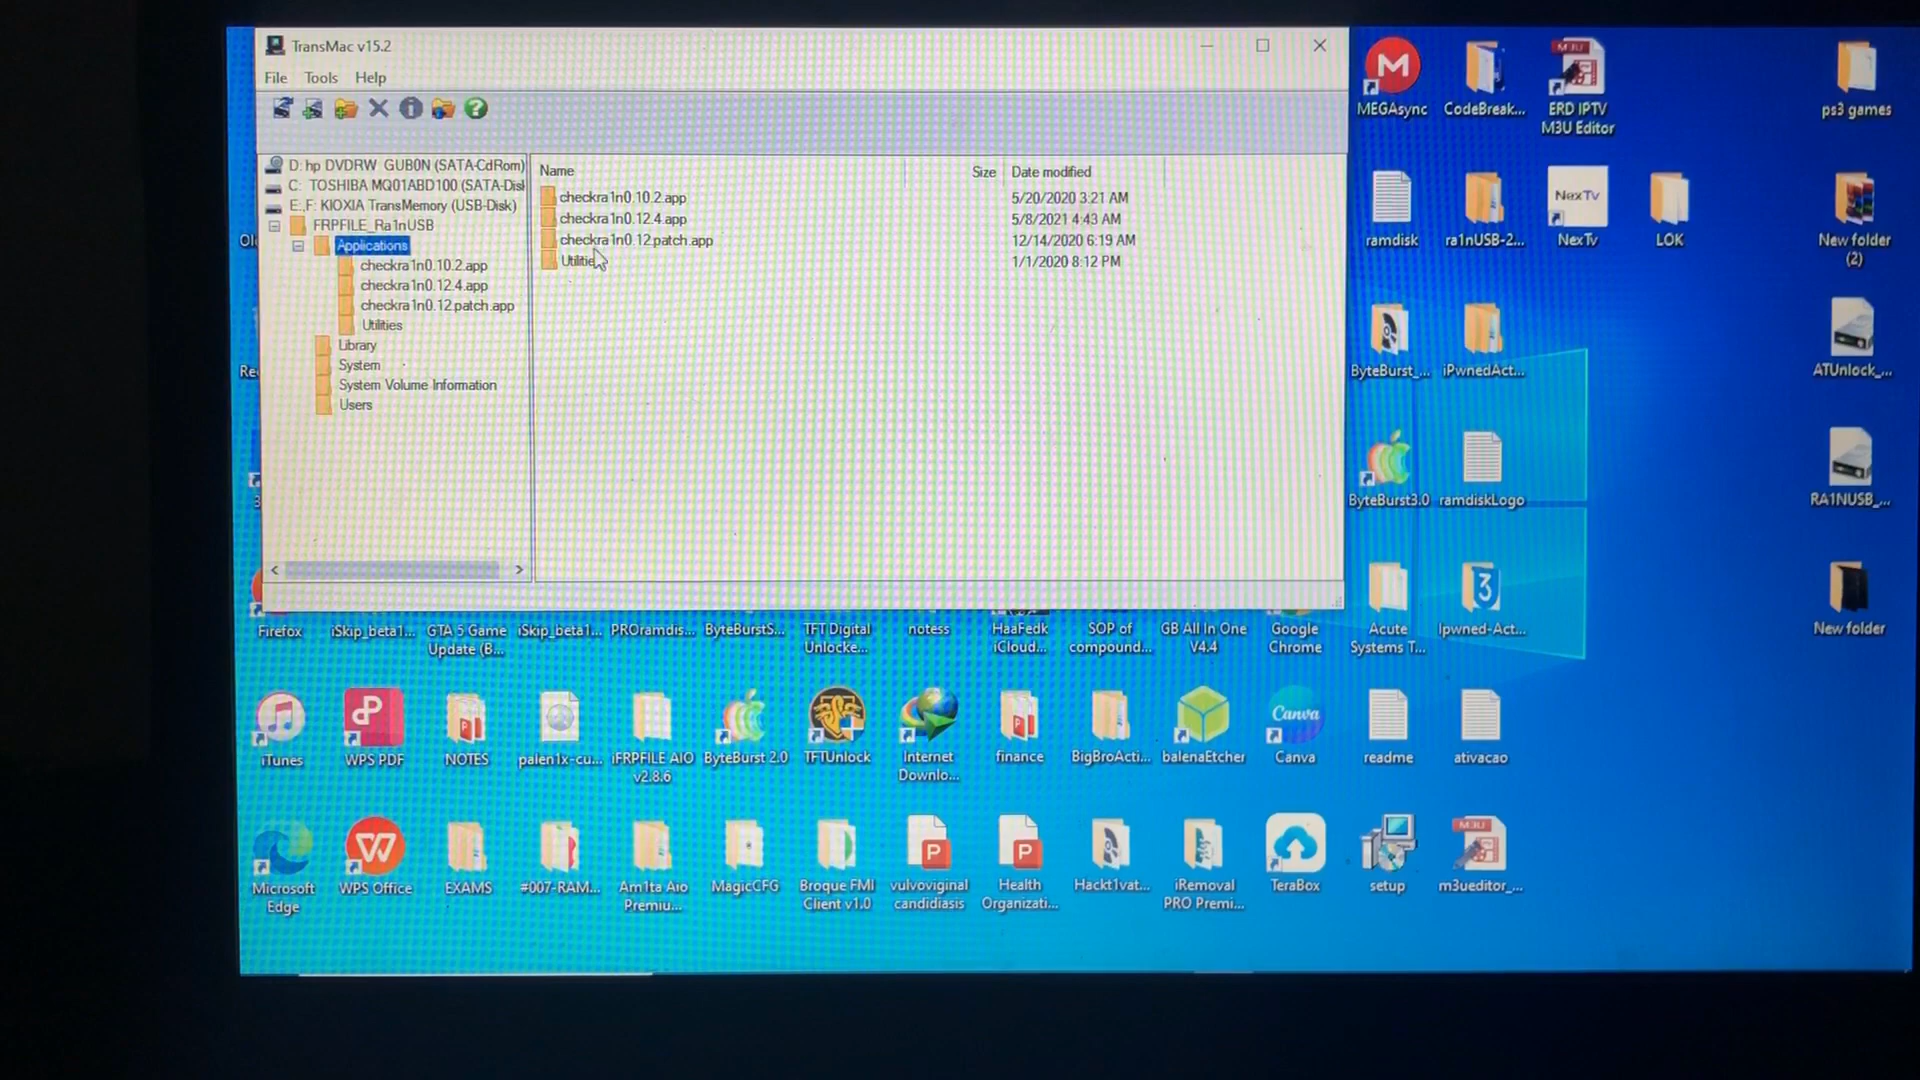 TransMac v15.2
File Tools Help
D: hp DVDRW GUB0N (SATA-CdRom)
C: TOSHIBA MQ01ABD100 (SATA-Disk
E:,F: KIOXIA TransMemory (USB-Disk)
FRPFILE_Ra1nUSB
Applications
checkra1n0.10.2.app
checkra1n0.12.4.app
checkra1n0.12.patch.app
Utilities
Library
System
System Volume Information
Users
Name Size Date modified
checkra1n0.10.2.app 5/20/2020 3:21 AM
checkra1n0.12.4.app 5/8/2021 4:43 AM
checkra1n0.12.patch.app 12/14/2020 6:19 AM
Utilities 1/1/2020 8:12 PM
MEGAsync
CodeBreak...
ERD IPTV
M3U Editor
ps3 games
ramdisk
ra1nUSB-2...
NexTv
NexTv
LOK
New folder
(2)
ByteBurst_...
iPwnedAct...
ATUnlock_...
ByteBurst3.0
ramdiskLogo
RA1NUSB_...
Firefox
iSkip_beta1...
GTA 5 Game
Update (B...
iSkip_beta1...
PROramdis...
ByteBurstS...
TFT Digital
Unlocke...
notess
HaaFedk
iCloud...
SOP of
compound...
GB All In One
V4.4
Google
Chrome
Acute
Systems T...
Ipwned-Act...
New folder
iTunes
WPS PDF
NOTES
palen1x-cu...
iFRPFILE AIO
v2.8.6
ByteBurst 2.0
TFTUnlock
Internet
Downlo...
finance
BigBroActi...
balenaEtcher
Canva
Canva
readme
ativacao
Microsoft
Edge
WPS Office
EXAMS
#007-RAM...
Am1ta Aio
Premiu...
MagicCFG
Broque FMI
Client v1.0
vulvoviginal
candidiasis
Health
Organizati...
Hackt1vat...
iRemoval
PRO Premi...
TeraBox
setup
M3U
m3ueditor_...